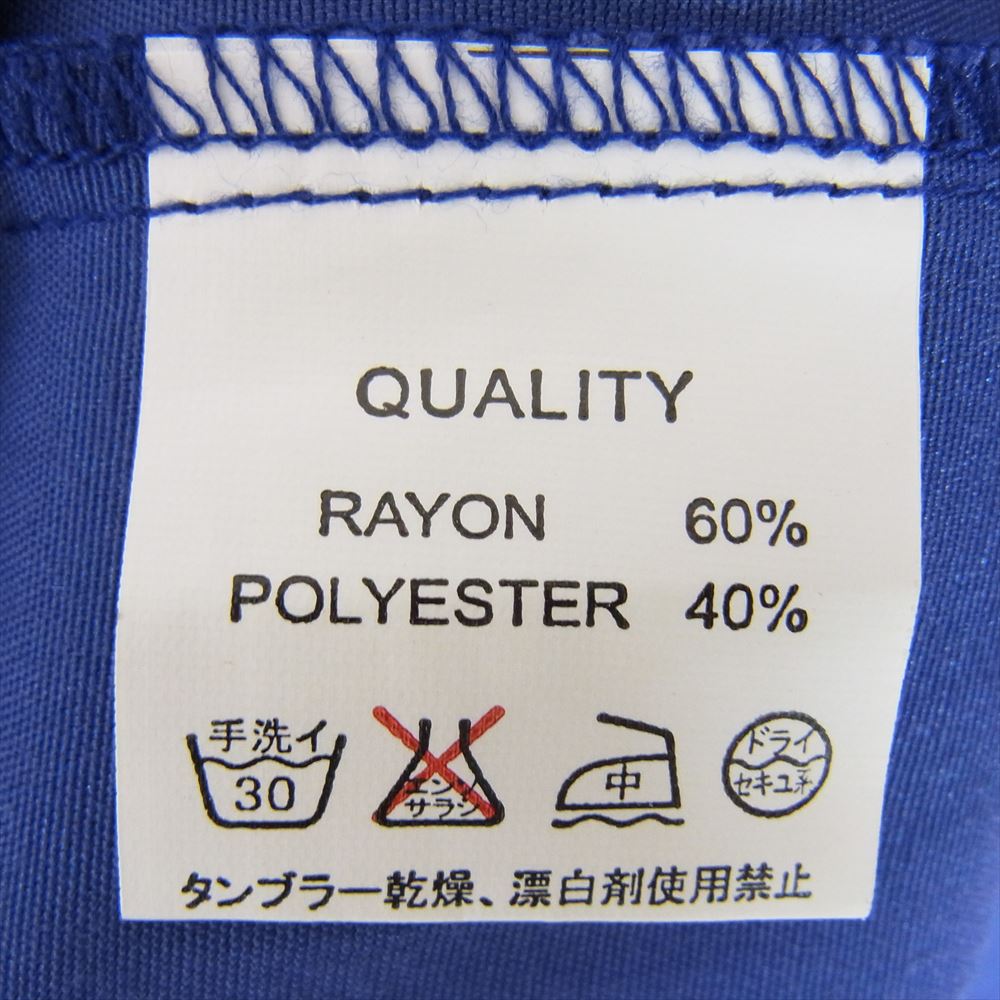 QUALITY
RAYON 60%
POLYESTER 40%
手洗イ
30
エンソ
サラシ
中
ドライ
セキユ系
タンブラー乾燥、漂白剤使用禁止